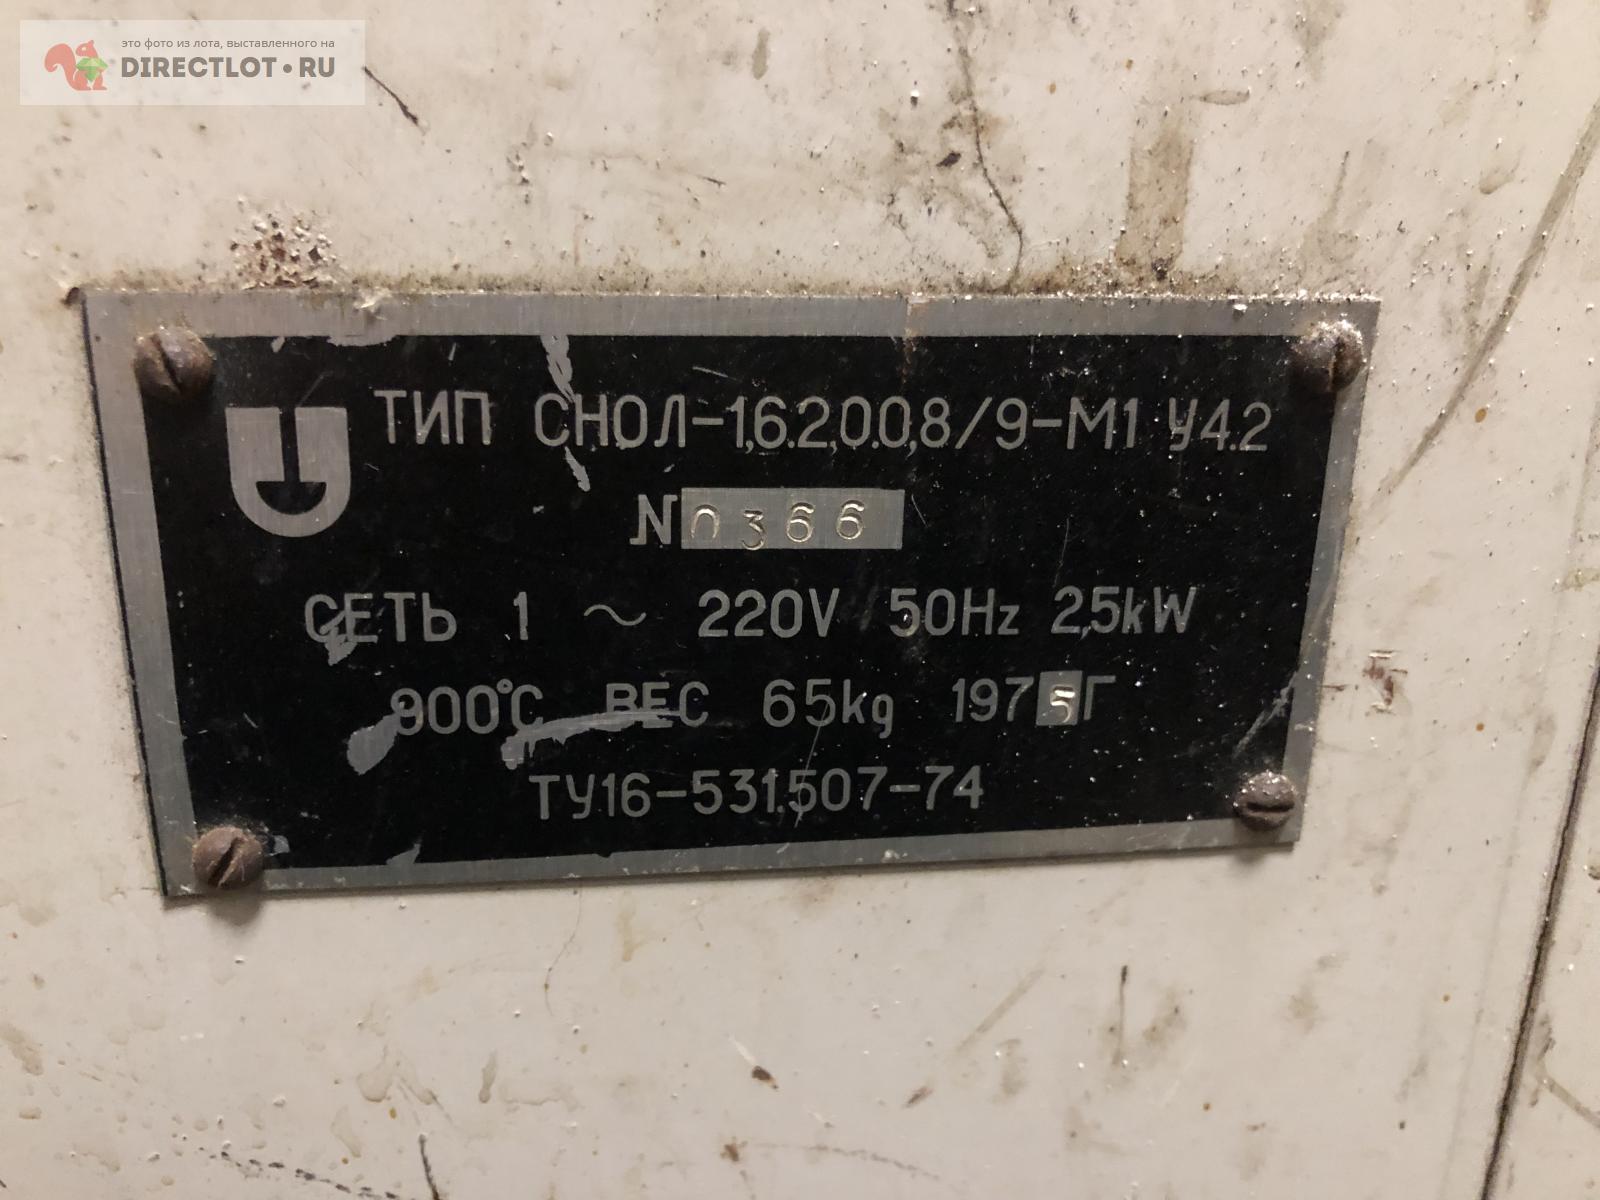 это фото из лота, выставленного на
DIRECTLOT.RU
ТИП СНОЛ-1,6.2,0.0,8/9-М1 У4.2
N 0366
СЕТЬ 1 ~ 220V 50Hz 2,5kW
900°С ВЕС 65kg 1975Г
ТУ16-531.507-74